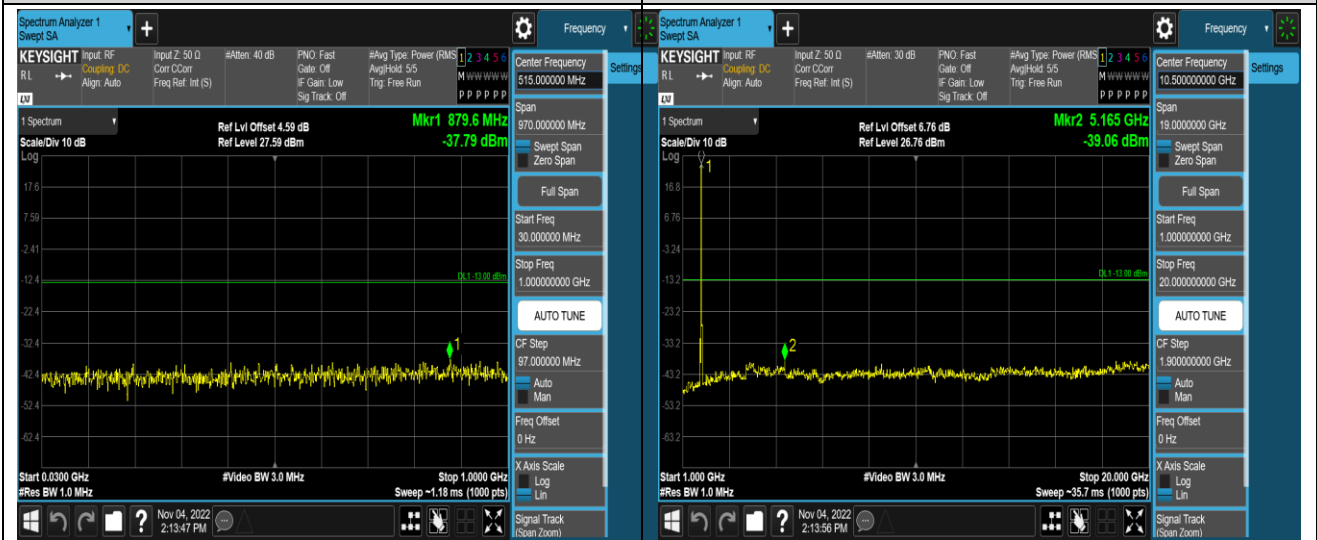 Spectrum Analyzer 1
Swept SA
+
Frequency
KEYSIGHT
RL
LXI
Input: RF
Coupling: DC
Align: Auto
Input Z: 50 Ω
Corr CCorr
Freq Ref: Int (S)
#Atten: 40 dB
PNO: Fast
Gate: Off
IF Gain: Low
Sig Track: Off
#Avg Type: Power (RMS
Avg|Hold: 5/5
Trig: Free Run
1 2 3 4 5 6
M W W W W W
P P P P P P
Center Frequency
515.000000 MHz
Settings
Span
970.000000 MHz
Swept Span
Zero Span
Full Span
Start Freq
30.000000 MHz
Stop Freq
1.000000000 GHz
AUTO TUNE
CF Step
97.000000 MHz
Auto
Man
Freq Offset
0 Hz
X Axis Scale
Log
Lin
Signal Track
(Span Zoom)
1 Spectrum
Scale/Div 10 dB
Log
Ref Lvl Offset 4.59 dB
Ref Level 27.59 dBm
Mkr1 879.6 MHz
-37.79 dBm
17.6
7.59
-2.41
-12.4
-22.4
-32.4
-42.4
-52.4
-62.4
DL1 -13.00 dBm
1
Start 0.0300 GHz
#Res BW 1.0 MHz
#Video BW 3.0 MHz
Stop 1.0000 GHz
Sweep ~1.18 ms (1000 pts)
?
Nov 04, 2022
2:13:47 PM
Spectrum Analyzer 1
Swept SA
+
Frequency
KEYSIGHT
RL
LXI
Input: RF
Coupling: DC
Align: Auto
Input Z: 50 Ω
Corr CCorr
Freq Ref: Int (S)
#Atten: 30 dB
PNO: Fast
Gate: Off
IF Gain: Low
Sig Track: Off
#Avg Type: Power (RMS
Avg|Hold: 5/5
Trig: Free Run
1 2 3 4 5 6
M W W W W W
P P P P P P
Center Frequency
10.500000000 GHz
Settings
Span
19.0000000 GHz
Swept Span
Zero Span
Full Span
Start Freq
1.000000000 GHz
Stop Freq
20.000000000 GHz
AUTO TUNE
CF Step
1.900000000 GHz
Auto
Man
Freq Offset
0 Hz
X Axis Scale
Log
Lin
Signal Track
(Span Zoom)
1 Spectrum
Scale/Div 10 dB
Log
Ref Lvl Offset 6.76 dB
Ref Level 26.76 dBm
Mkr2 5.165 GHz
-39.06 dBm
1
16.8
6.76
-3.24
-13.2
-23.2
-33.2
-43.2
-53.2
-63.2
DL1 -13.00 dBm
2
Start 1.000 GHz
#Res BW 1.0 MHz
#Video BW 3.0 MHz
Stop 20.000 GHz
Sweep ~35.7 ms (1000 pts)
?
Nov 04, 2022
2:13:56 PM